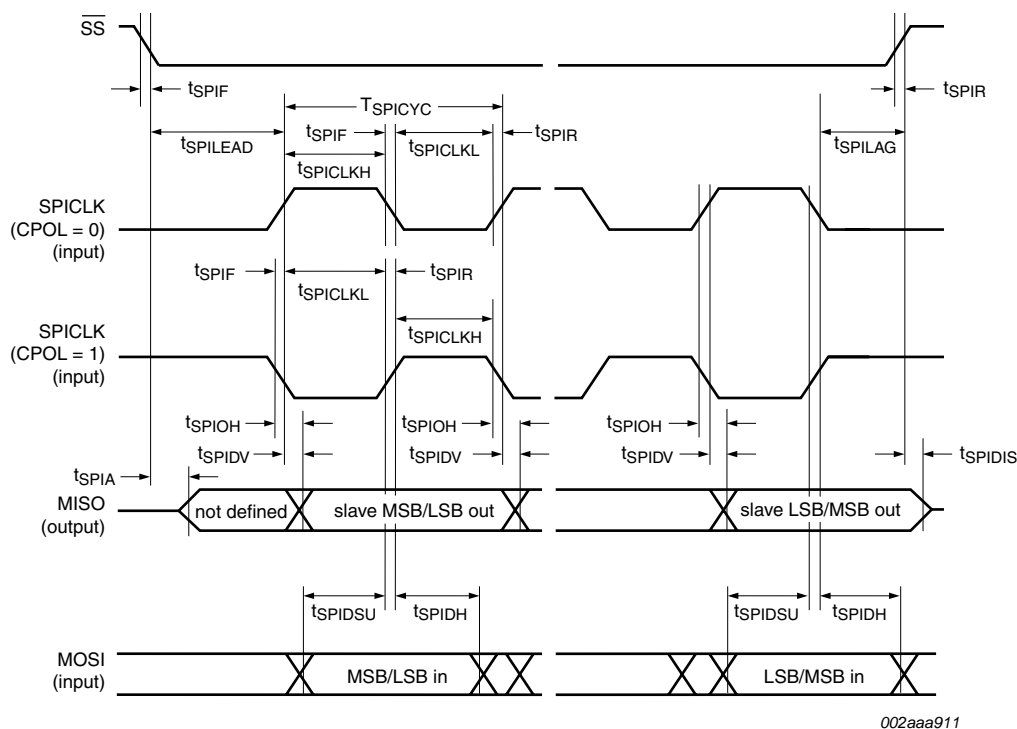 SS
tSPIF
TSPICYC
tSPIR
tSPILEAD
tSPIF
tSPICLKL
tSPIR
tSPILAG
tSPICLKH
SPICLK
(CPOL = 0)
(input)
tSPIF
tSPICLKL
tSPIR
SPICLK
(CPOL = 1)
(input)
tSPICLKH
tSPIOH
tSPIOH
tSPIOH
tSPIDV
tSPIDV
tSPIDV
tSPIDIS
tSPIA
MISO
(output)
not defined
slave MSB/LSB out
slave LSB/MSB out
tSPIDSU
tSPIDH
tSPIDSU
tSPIDH
MOSI
(input)
MSB/LSB in
LSB/MSB in
002aaa911